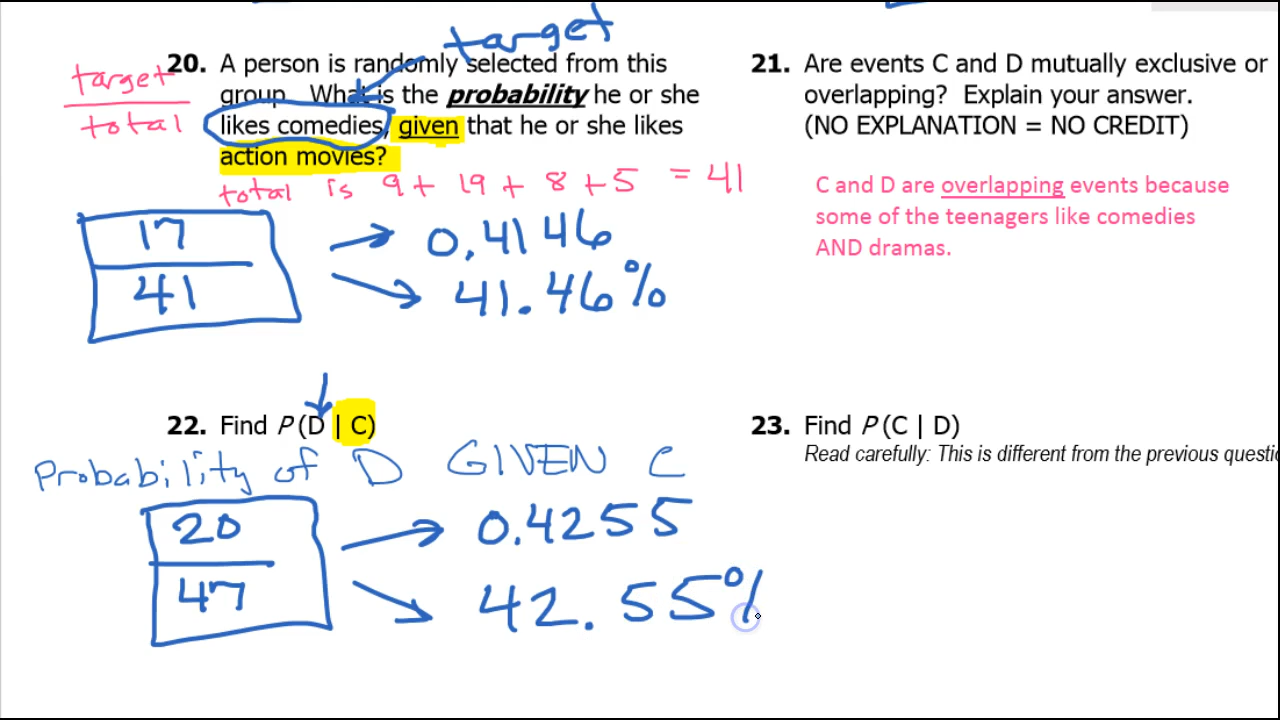 target
20. A person is randomly selected from this
group. What is the probability he or she
likes comedies, given that he or she likes
action movies?
target
total
total is 9 + 19 + 8 + 5 = 41
17
41
0.4146
41.46%
21. Are events C and D mutually exclusive or
overlapping? Explain your answer.
(NO EXPLANATION = NO CREDIT)
C and D are overlapping events because
some of the teenagers like comedies
AND dramas.
22. Find P(D | C)
Probability of D GIVEN C
20
47
0.4255
42.55%
23. Find P(C | D)
Read carefully: This is different from the previous questi